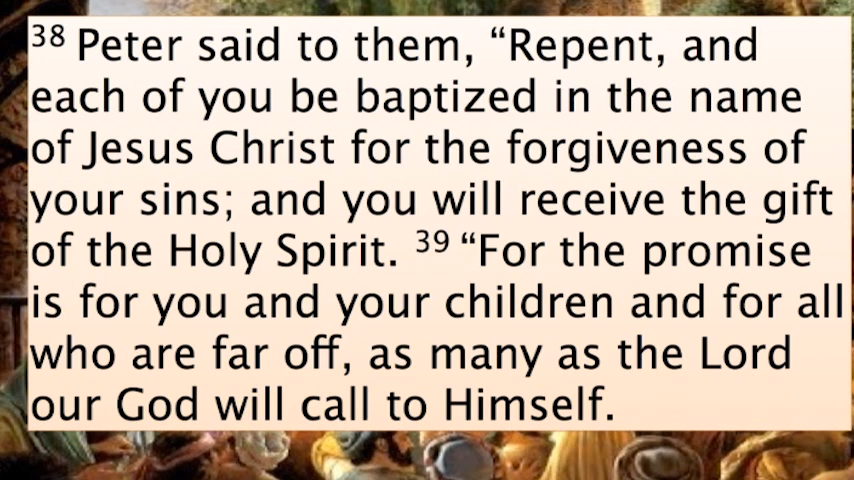 38 Peter said to them, “Repent, and
each of you be baptized in the name
of Jesus Christ for the forgiveness of
your sins; and you will receive the gift
of the Holy Spirit. 39 “For the promise
is for you and your children and for all
who are far off, as many as the Lord
our God will call to Himself.